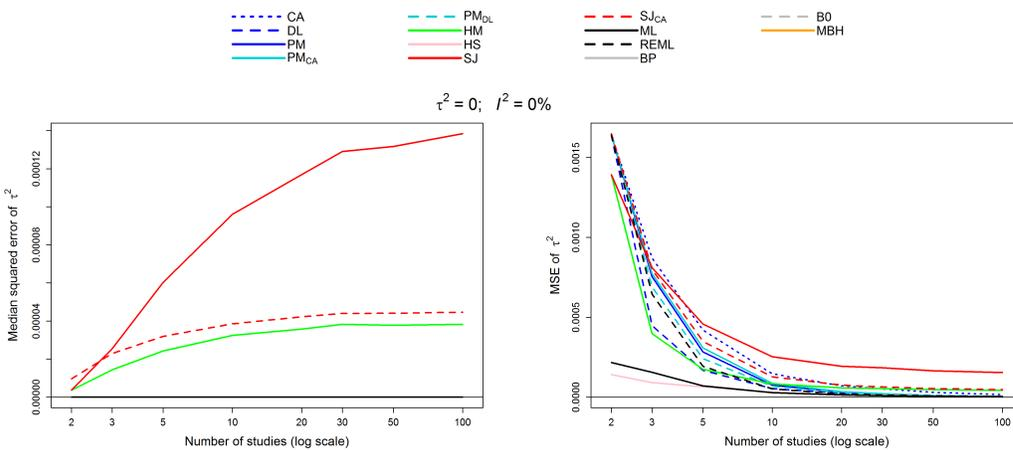 CA PM_DL SJ_CA B0
DL HM ML MBH
PM HS REML
PM_CA SJ BP
τ² = 0; I² = 0%
Median squared error of τ²
0.00000 0.00004 0.00008 0.00012
2 3 5 10 20 30 50 100
Number of studies (log scale)
MSE of τ²
0.0000 0.0005 0.0010 0.0015
2 3 5 10 20 30 50 100
Number of studies (log scale)